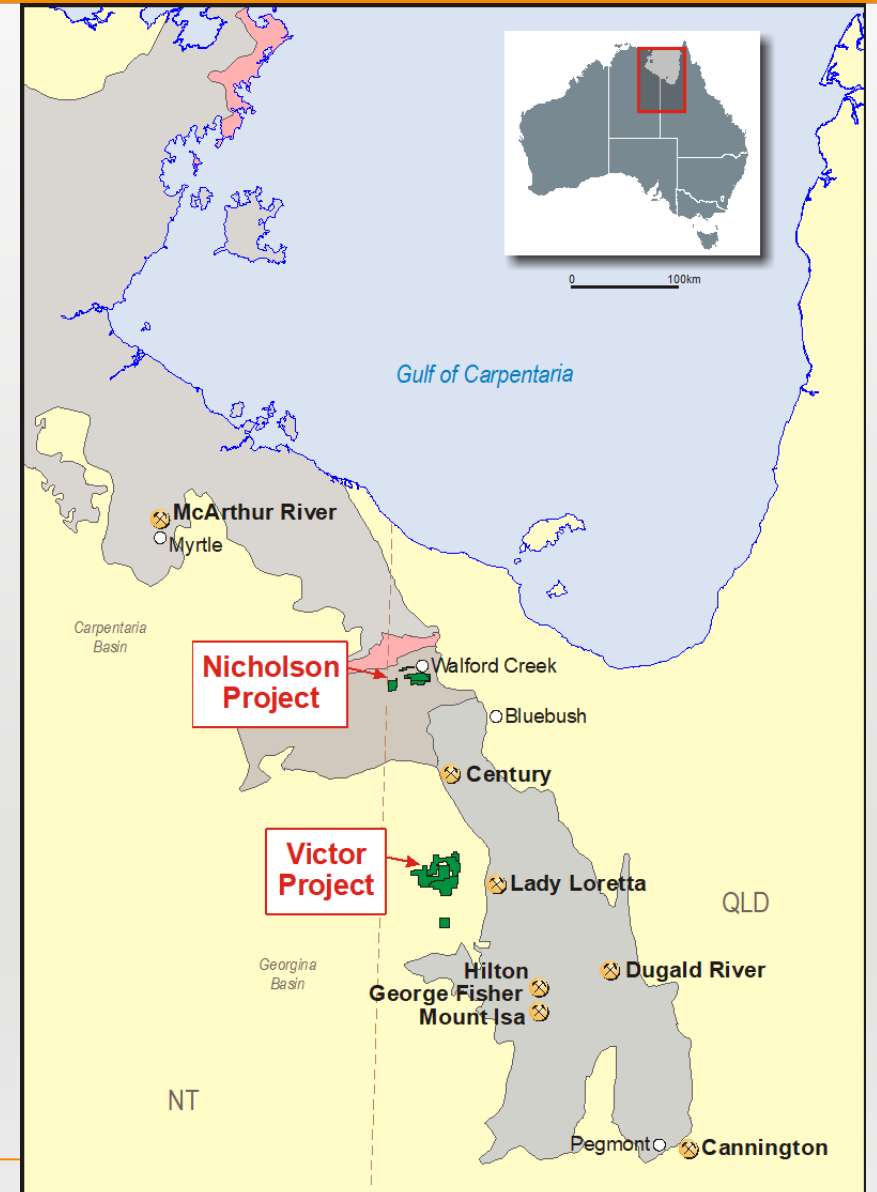 0 100km
Gulf of Carpentaria
McArthur River
Myrtle
Carpentaria
Basin
Nicholson
Project
Walford Creek
Bluebush
Century
Victor
Project
Lady Loretta
QLD
Georgina
Basin
Hilton
George Fisher
Mount Isa
Dugald River
NT
Pegmont
Cannington